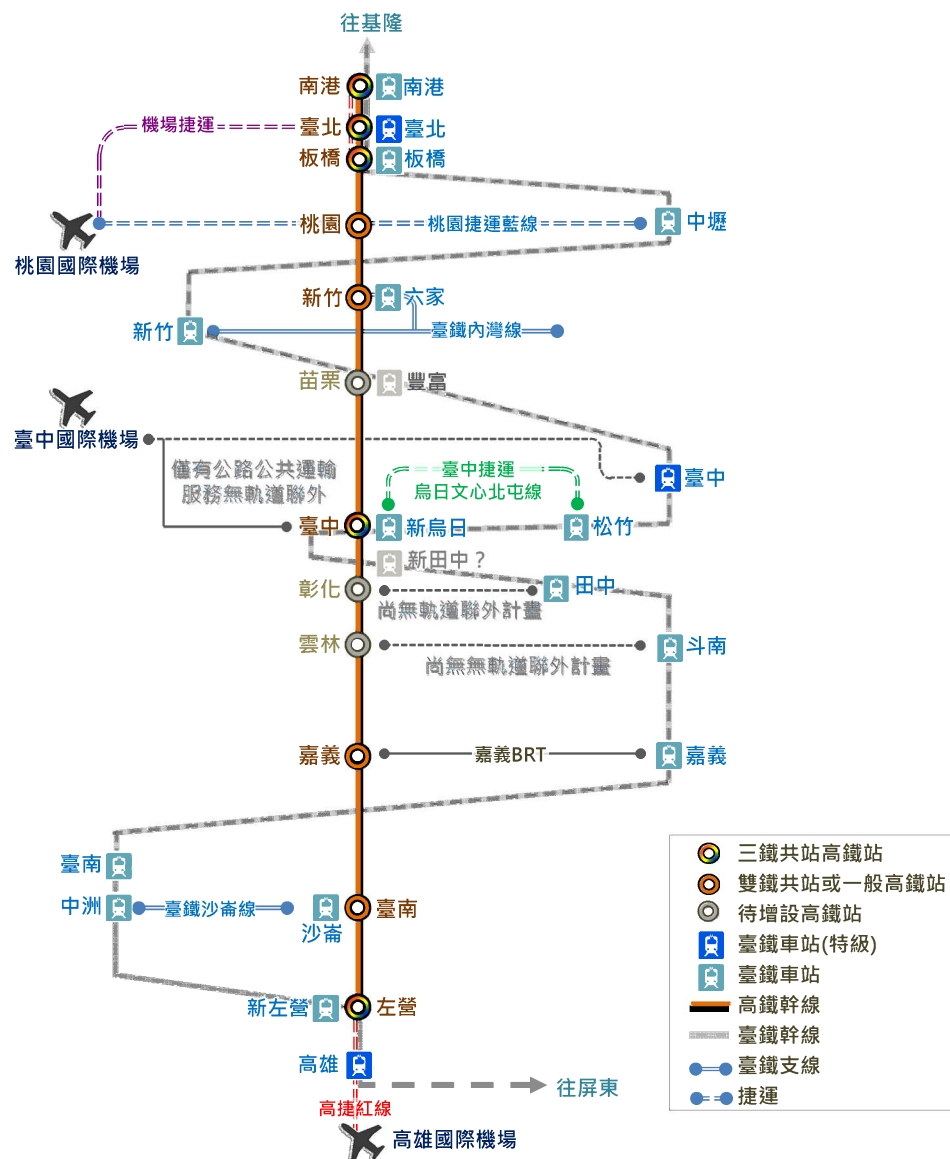 往基隆
南港
南港
機場捷運
臺北
臺北
板橋
板橋
桃園
桃園捷運藍線
中壢
桃園國際機場
新竹
六家
新竹
臺鐵內灣線
苗栗
豐富
臺中國際機場
僅有公路公共運輸
服務無軌道聯外
臺中捷運
烏日文心北屯線
臺中
臺中
新烏日
松竹
新田中？
彰化
田中
尚無軌道聯外計畫
雲林
斗南
尚無無軌道聯外計畫
嘉義
嘉義BRT
嘉義
臺南
中洲
臺鐵沙崙線
沙崙
臺南
新左營
左營
高雄
往屏東
高捷紅線
高雄國際機場
三鐵共站高鐵站
雙鐵共站或一般高鐵站
待增設高鐵站
臺鐵車站(特級)
臺鐵車站
高鐵幹線
臺鐵幹線
臺鐵支線
捷運